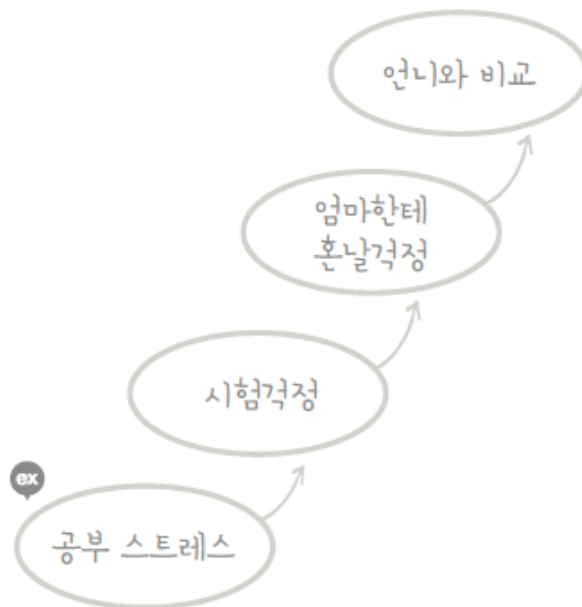 언니와 비교
엄마한테
혼날걱정
시험걱정
ex
공부 스트레스